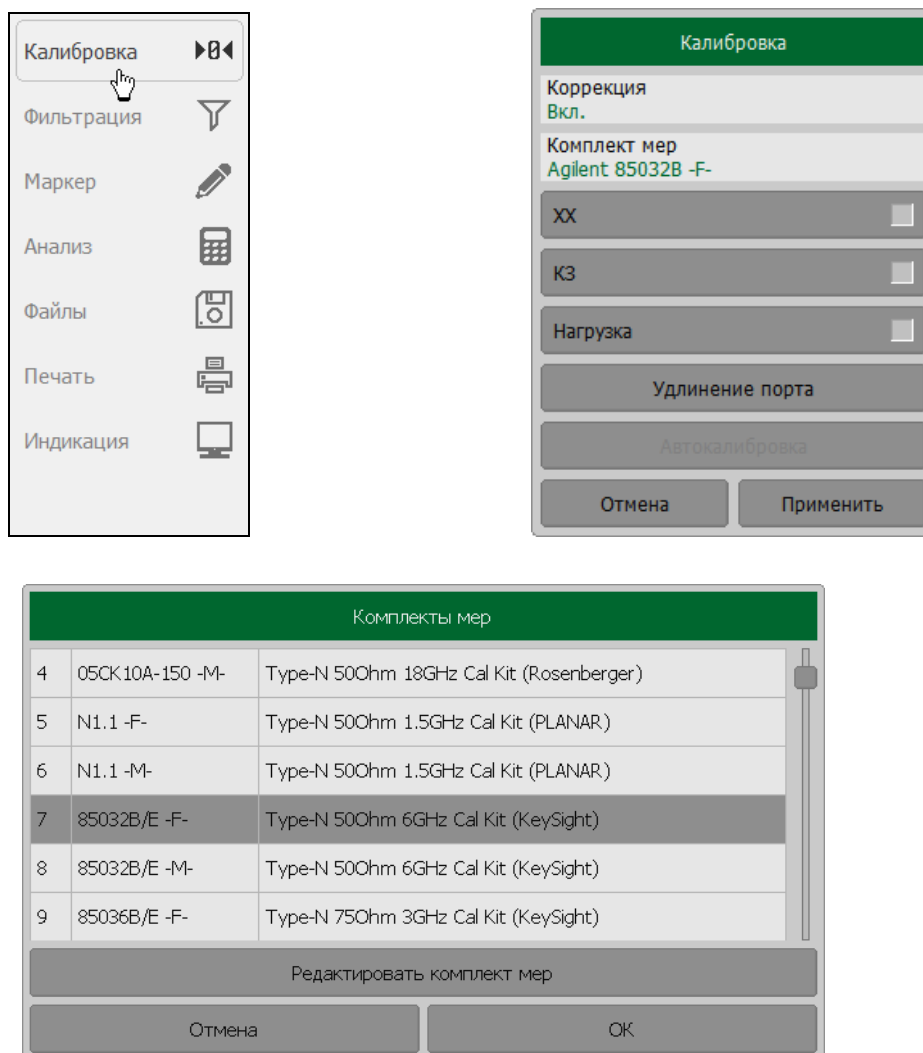 Калибровка
Фильтрация
Маркер
Анализ
Файлы
Печать
Индикация
Калибровка
Коррекция
Вкл.
Комплект мер
Agilent 85032B -F-
ХХ
КЗ
Нагрузка
Удлинение порта
Автокалибровка
Отмена Применить
Комплекты мер
4 05CK10A-150 -M- Type-N 50Ohm 18GHz Cal Kit (Rosenberger)
5 N1.1 -F- Type-N 50Ohm 1.5GHz Cal Kit (PLANAR)
6 N1.1 -M- Type-N 50Ohm 1.5GHz Cal Kit (PLANAR)
7 85032B/E -F- Type-N 50Ohm 6GHz Cal Kit (KeySight)
8 85032B/E -M- Type-N 50Ohm 6GHz Cal Kit (KeySight)
9 85036B/E -F- Type-N 75Ohm 3GHz Cal Kit (KeySight)
Редактировать комплект мер
Отмена OK